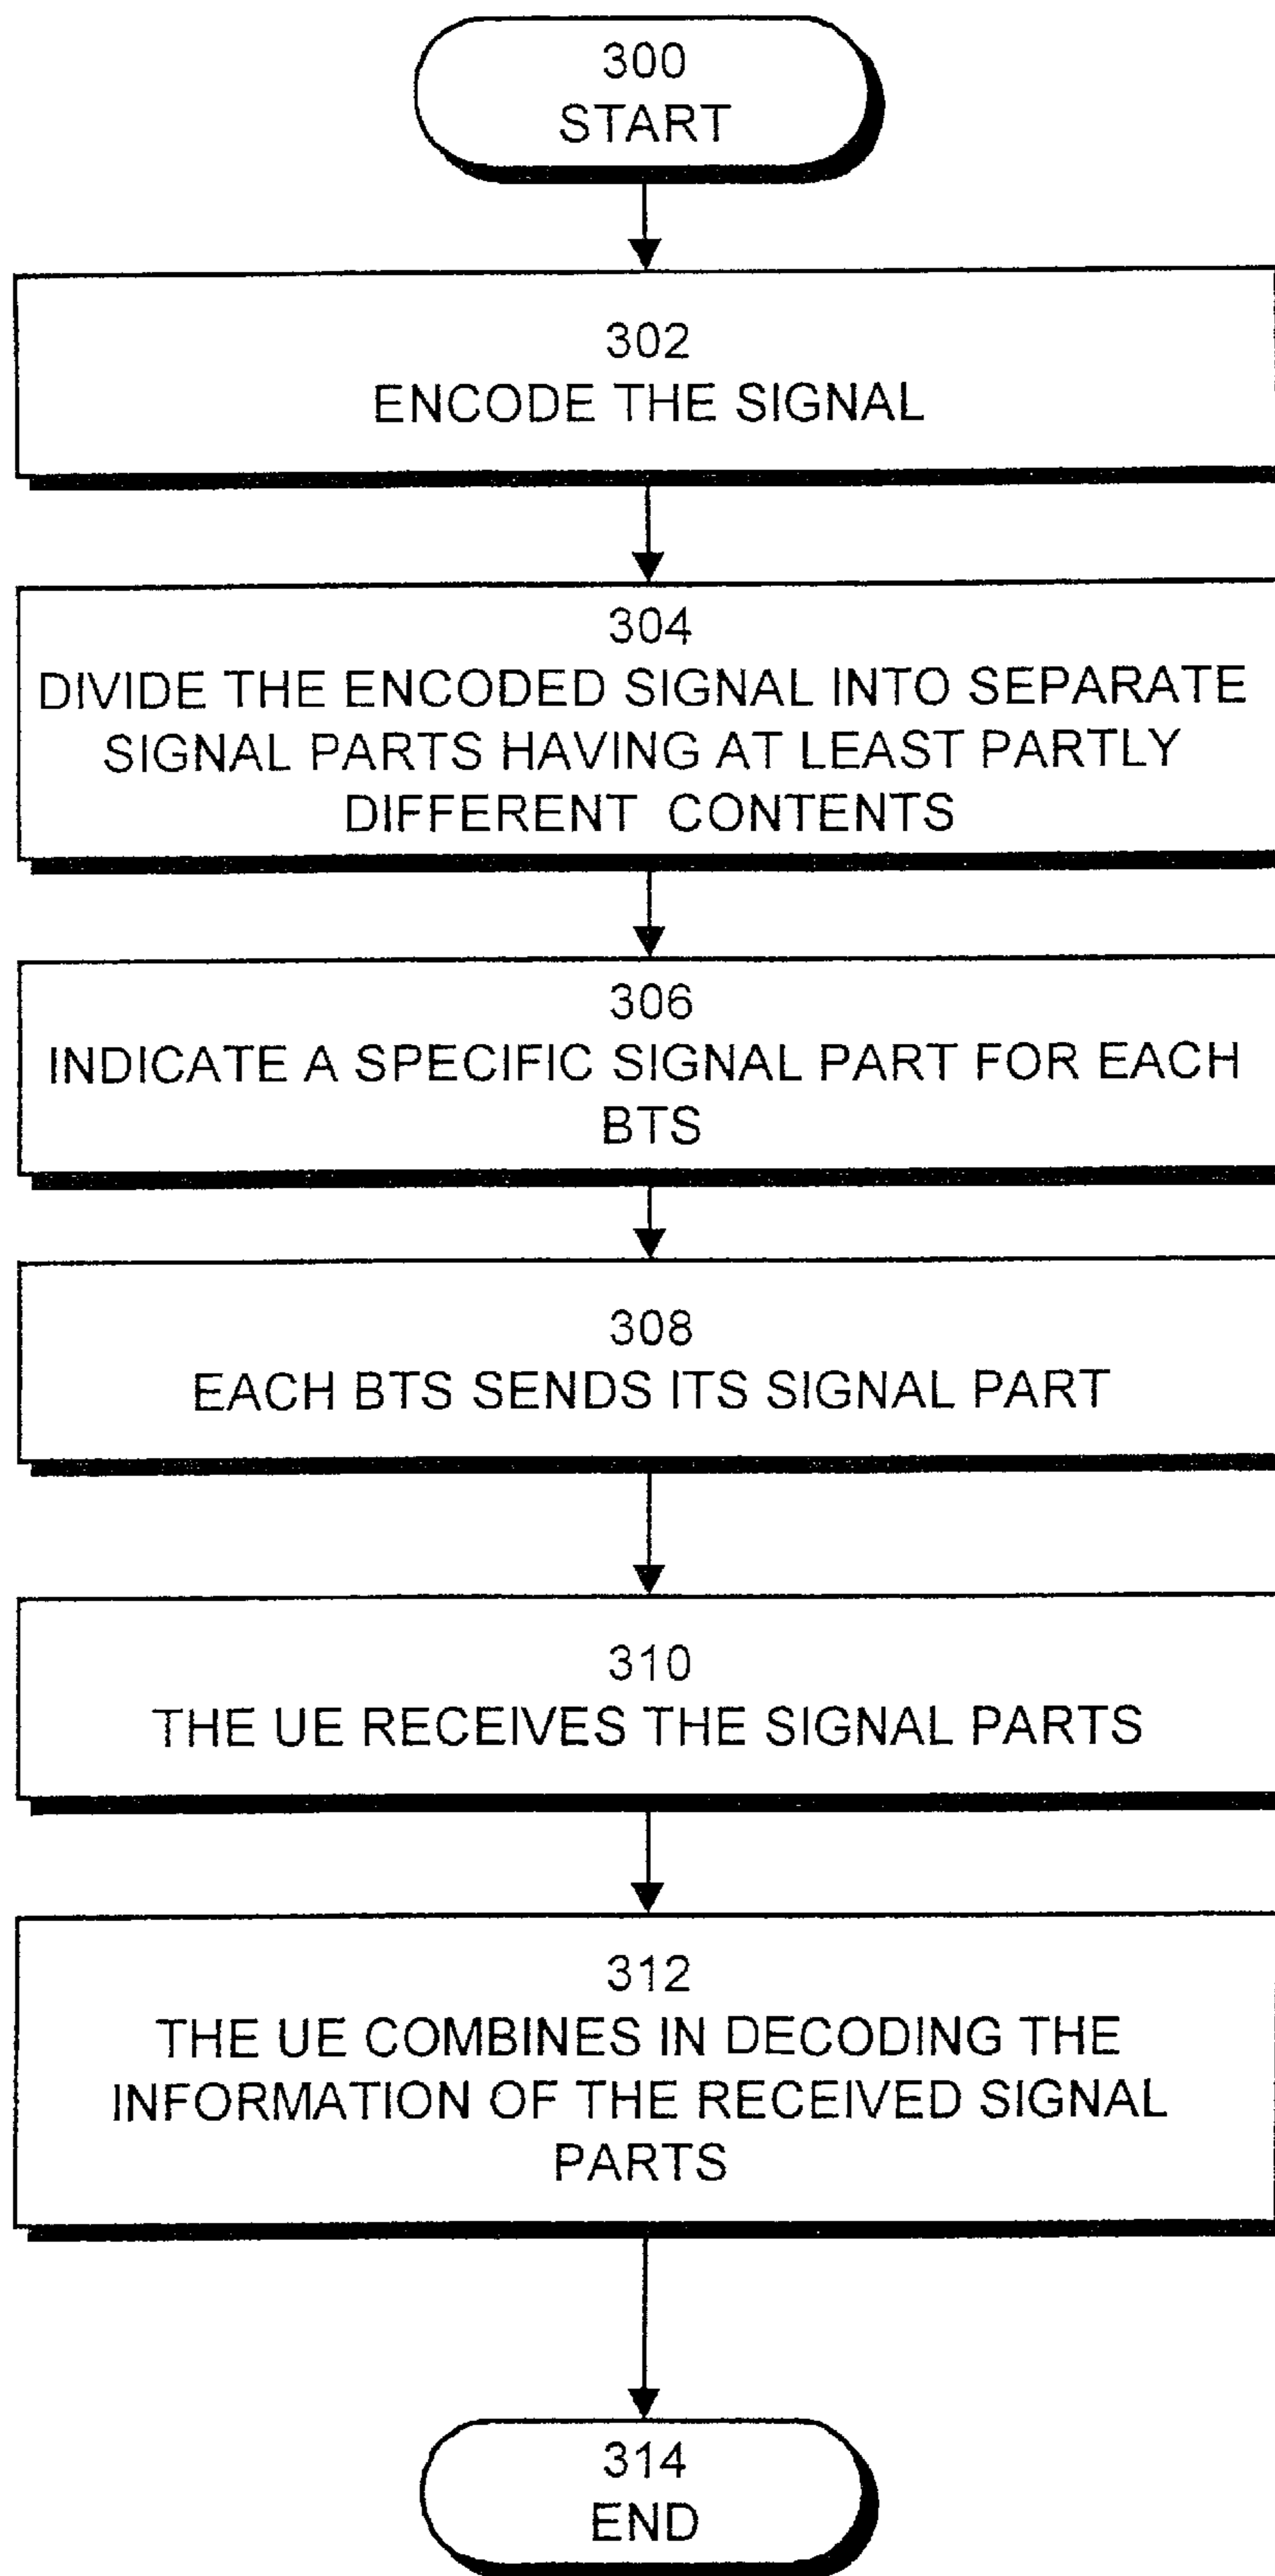 300
START
302
ENCODE THE SIGNAL
304
DIVIDE THE ENCODED SIGNAL INTO SEPARATE
SIGNAL PARTS HAVING AT LEAST PARTLY
DIFFERENT CONTENTS
306
INDICATE A SPECIFIC SIGNAL PART FOR EACH
BTS
308
EACH BTS SENDS ITS SIGNAL PART
310
THE UE RECEIVES THE SIGNAL PARTS
312
THE UE COMBINES IN DECODING THE
INFORMATION OF THE RECEIVED SIGNAL
PARTS
314
END